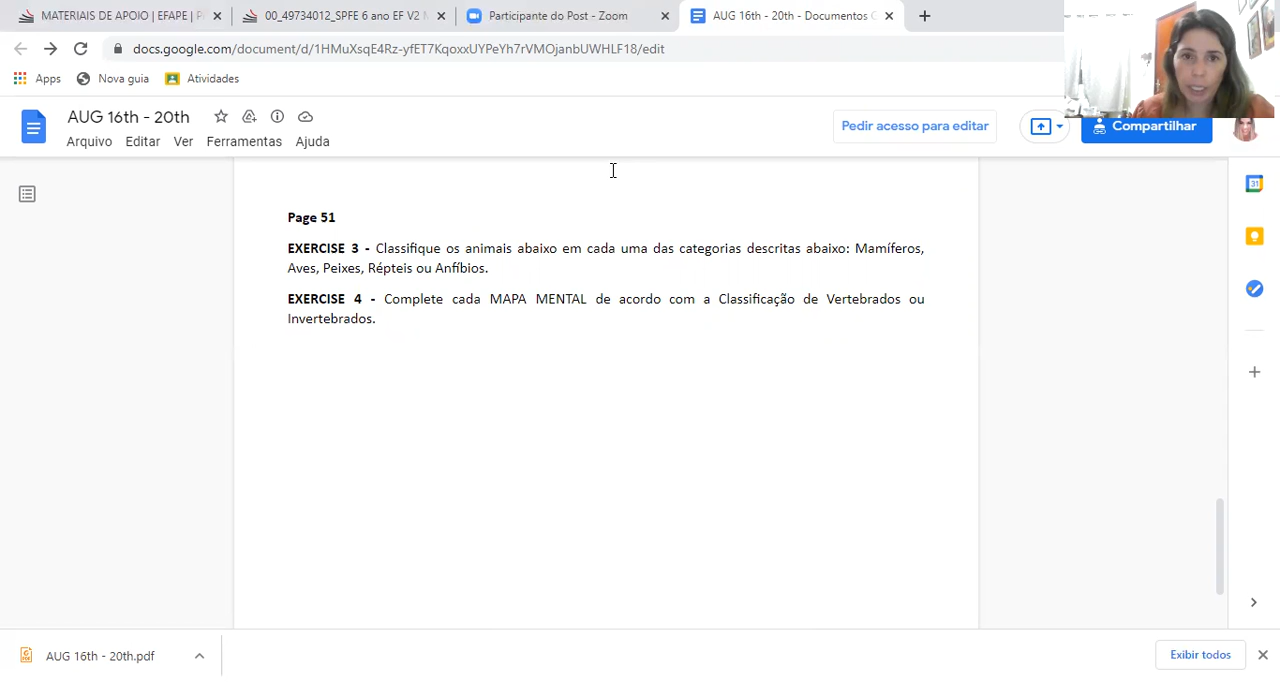 MATERIAIS DE APOIO | EFAPE | P
00_49734012_SPFE 6 ano EF V2 M
Participante do Post - Zoom
AUG 16th - 20th - Documentos G
docs.google.com/document/d/1HMuXsqE4Rz-yfET7KqoxxUYPeYh7rVMOjanbUWHLF18/edit
Apps Nova guia Atividades
AUG 16th - 20th
Arquivo Editar Ver Ferramentas Ajuda
Pedir acesso para editar
Compartilhar
31
Page 51
EXERCISE 3 - Classifique os animais abaixo em cada uma das categorias descritas abaixo: Mamíferos,
Aves, Peixes, Répteis ou Anfíbios.
EXERCISE 4 - Complete cada MAPA MENTAL de acordo com a Classificação de Vertebrados ou
Invertebrados.
AUG 16th - 20th.pdf
Exibir todos